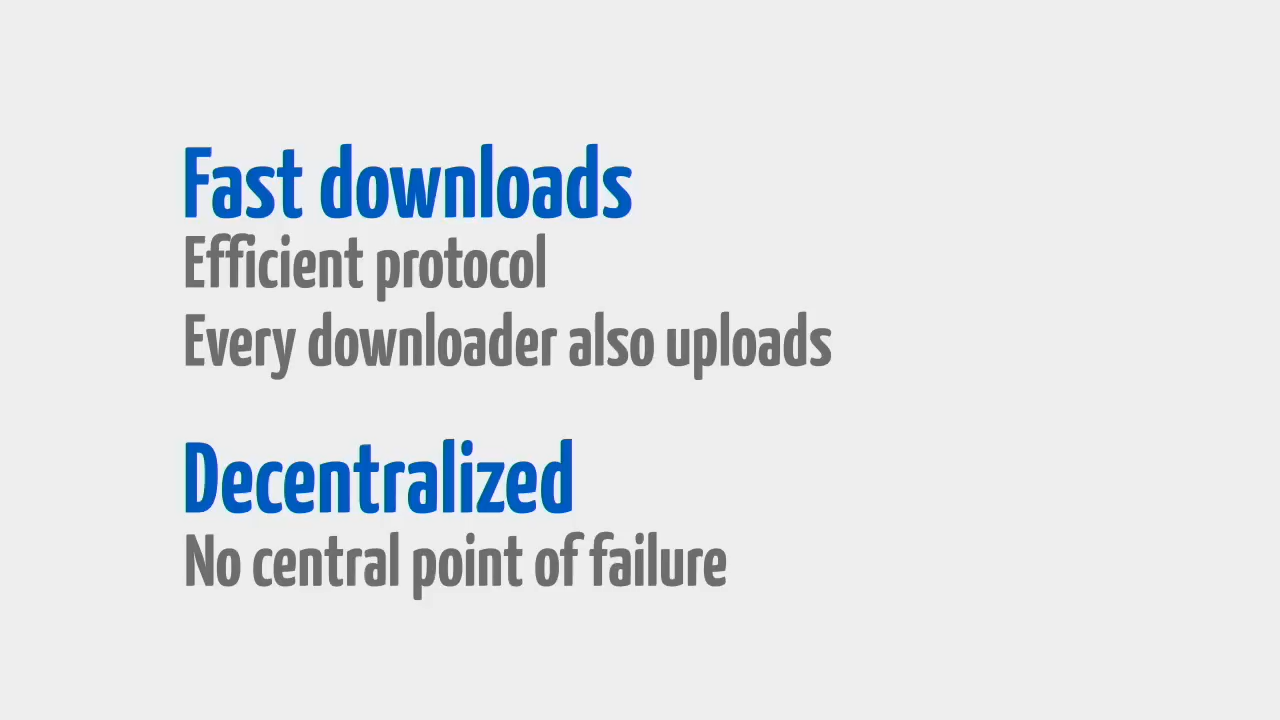 Fast downloads
Efficient protocol
Every downloader also uploads
Decentralized
No central point of failure